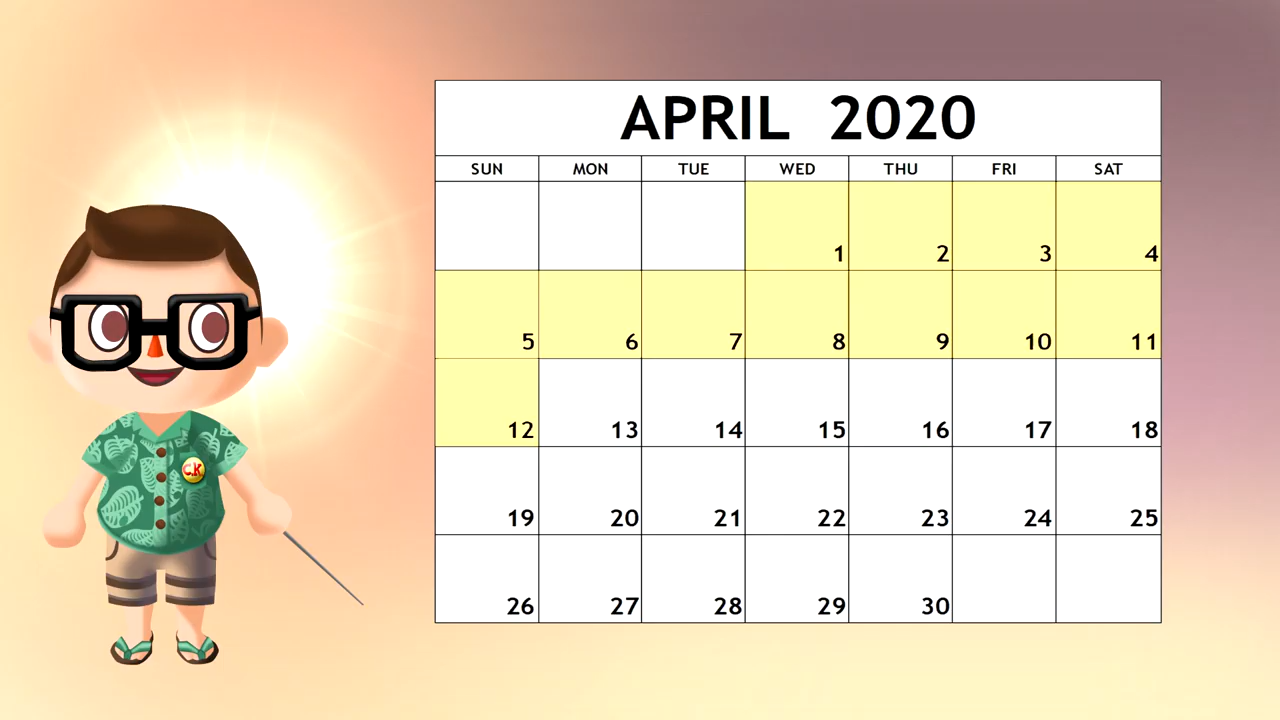 APRIL 2020
SUN MON TUE WED THU FRI SAT
1 2 3 4
5 6 7 8 9 10 11
12 13 14 15 16 17 18
19 20 21 22 23 24 25
26 27 28 29 30
C.K